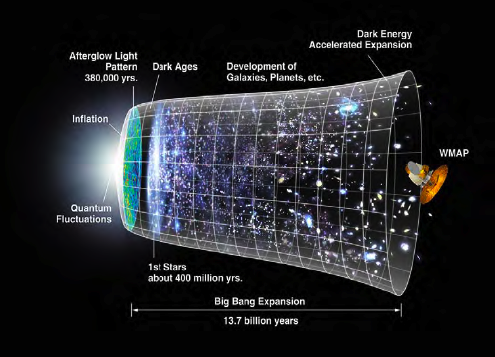 Dark Energy
Accelerated Expansion
Afterglow Light
Pattern
380,000 yrs.
Dark Ages
Development of
Galaxies, Planets, etc.
Inflation
WMAP
Quantum
Fluctuations
1st Stars
about 400 million yrs.
Big Bang Expansion
13.7 billion years